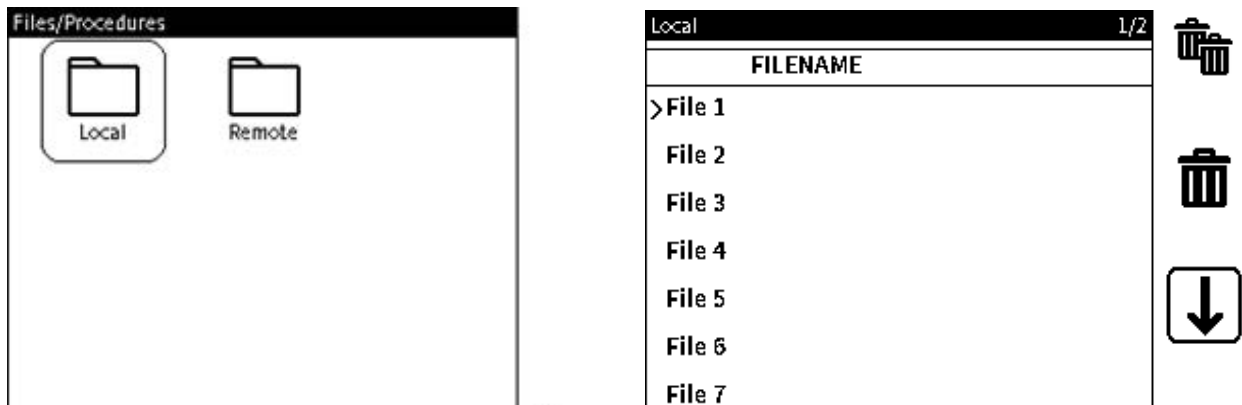 Files/Procedures
Local
Remote
Local 1/2
FILENAME
>File 1
File 2
File 3
File 4
File 5
File 6
File 7